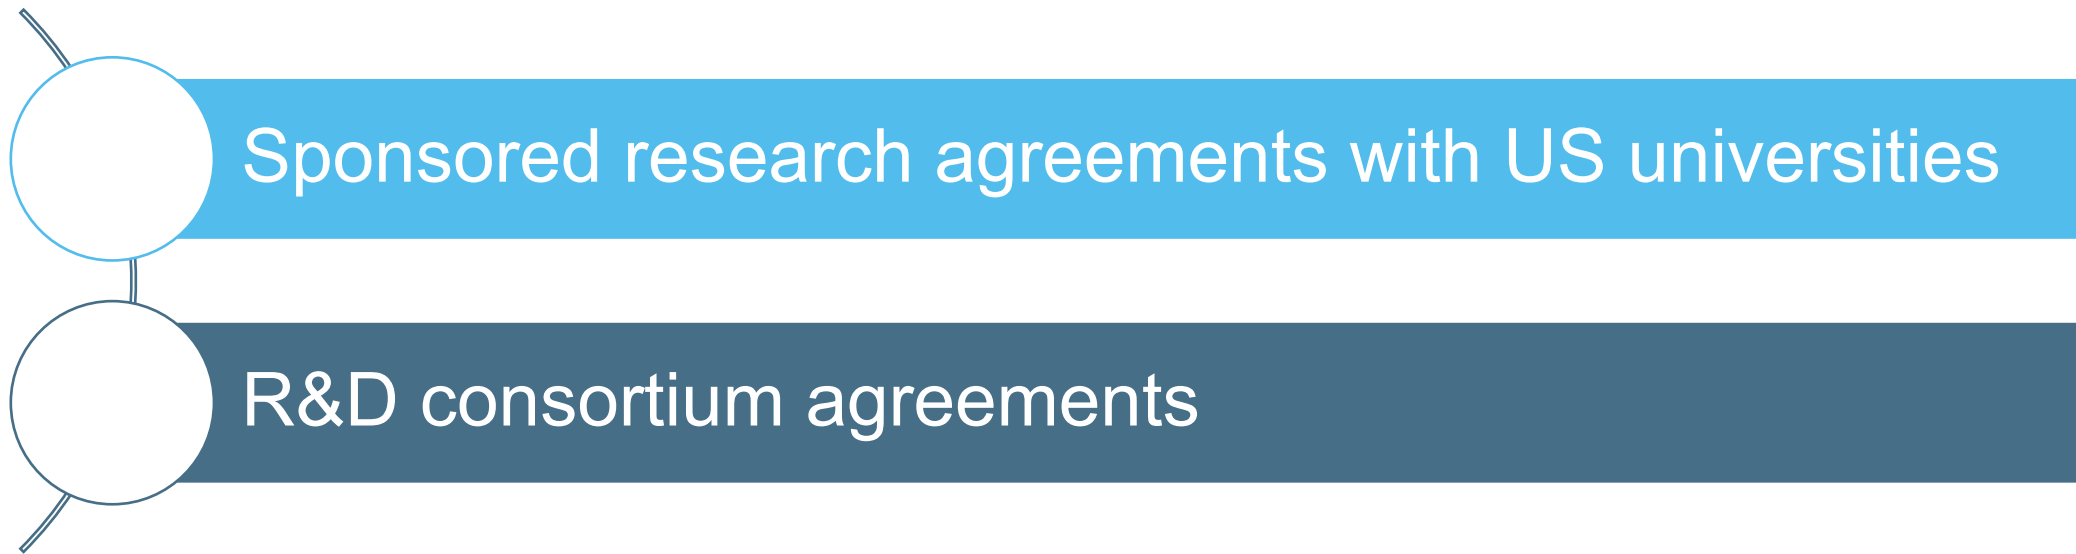 Sponsored research agreements with US universities
R&D consortium agreements